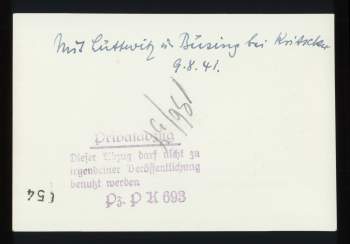 Mit Lüttwitz u Büsing bei Kritschew
9.8.41.
Privatabzug
Dieser Abzug darf nicht zu
irgendeiner Veröffentlichung
benutzt werden
Pz. P K 693